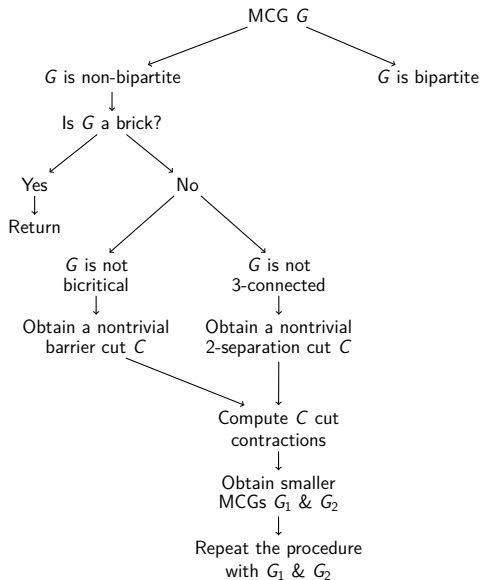 MCG G
G is non-bipartite
G is bipartite
Is G a brick?
Yes
No
Return
G is not
bicritical
G is not
3-connected
Obtain a nontrivial
barrier cut C
Obtain a nontrivial
2-separation cut C
Compute C cut
contractions
Obtain smaller
MCGs G₁ & G₂
Repeat the procedure
with G₁ & G₂